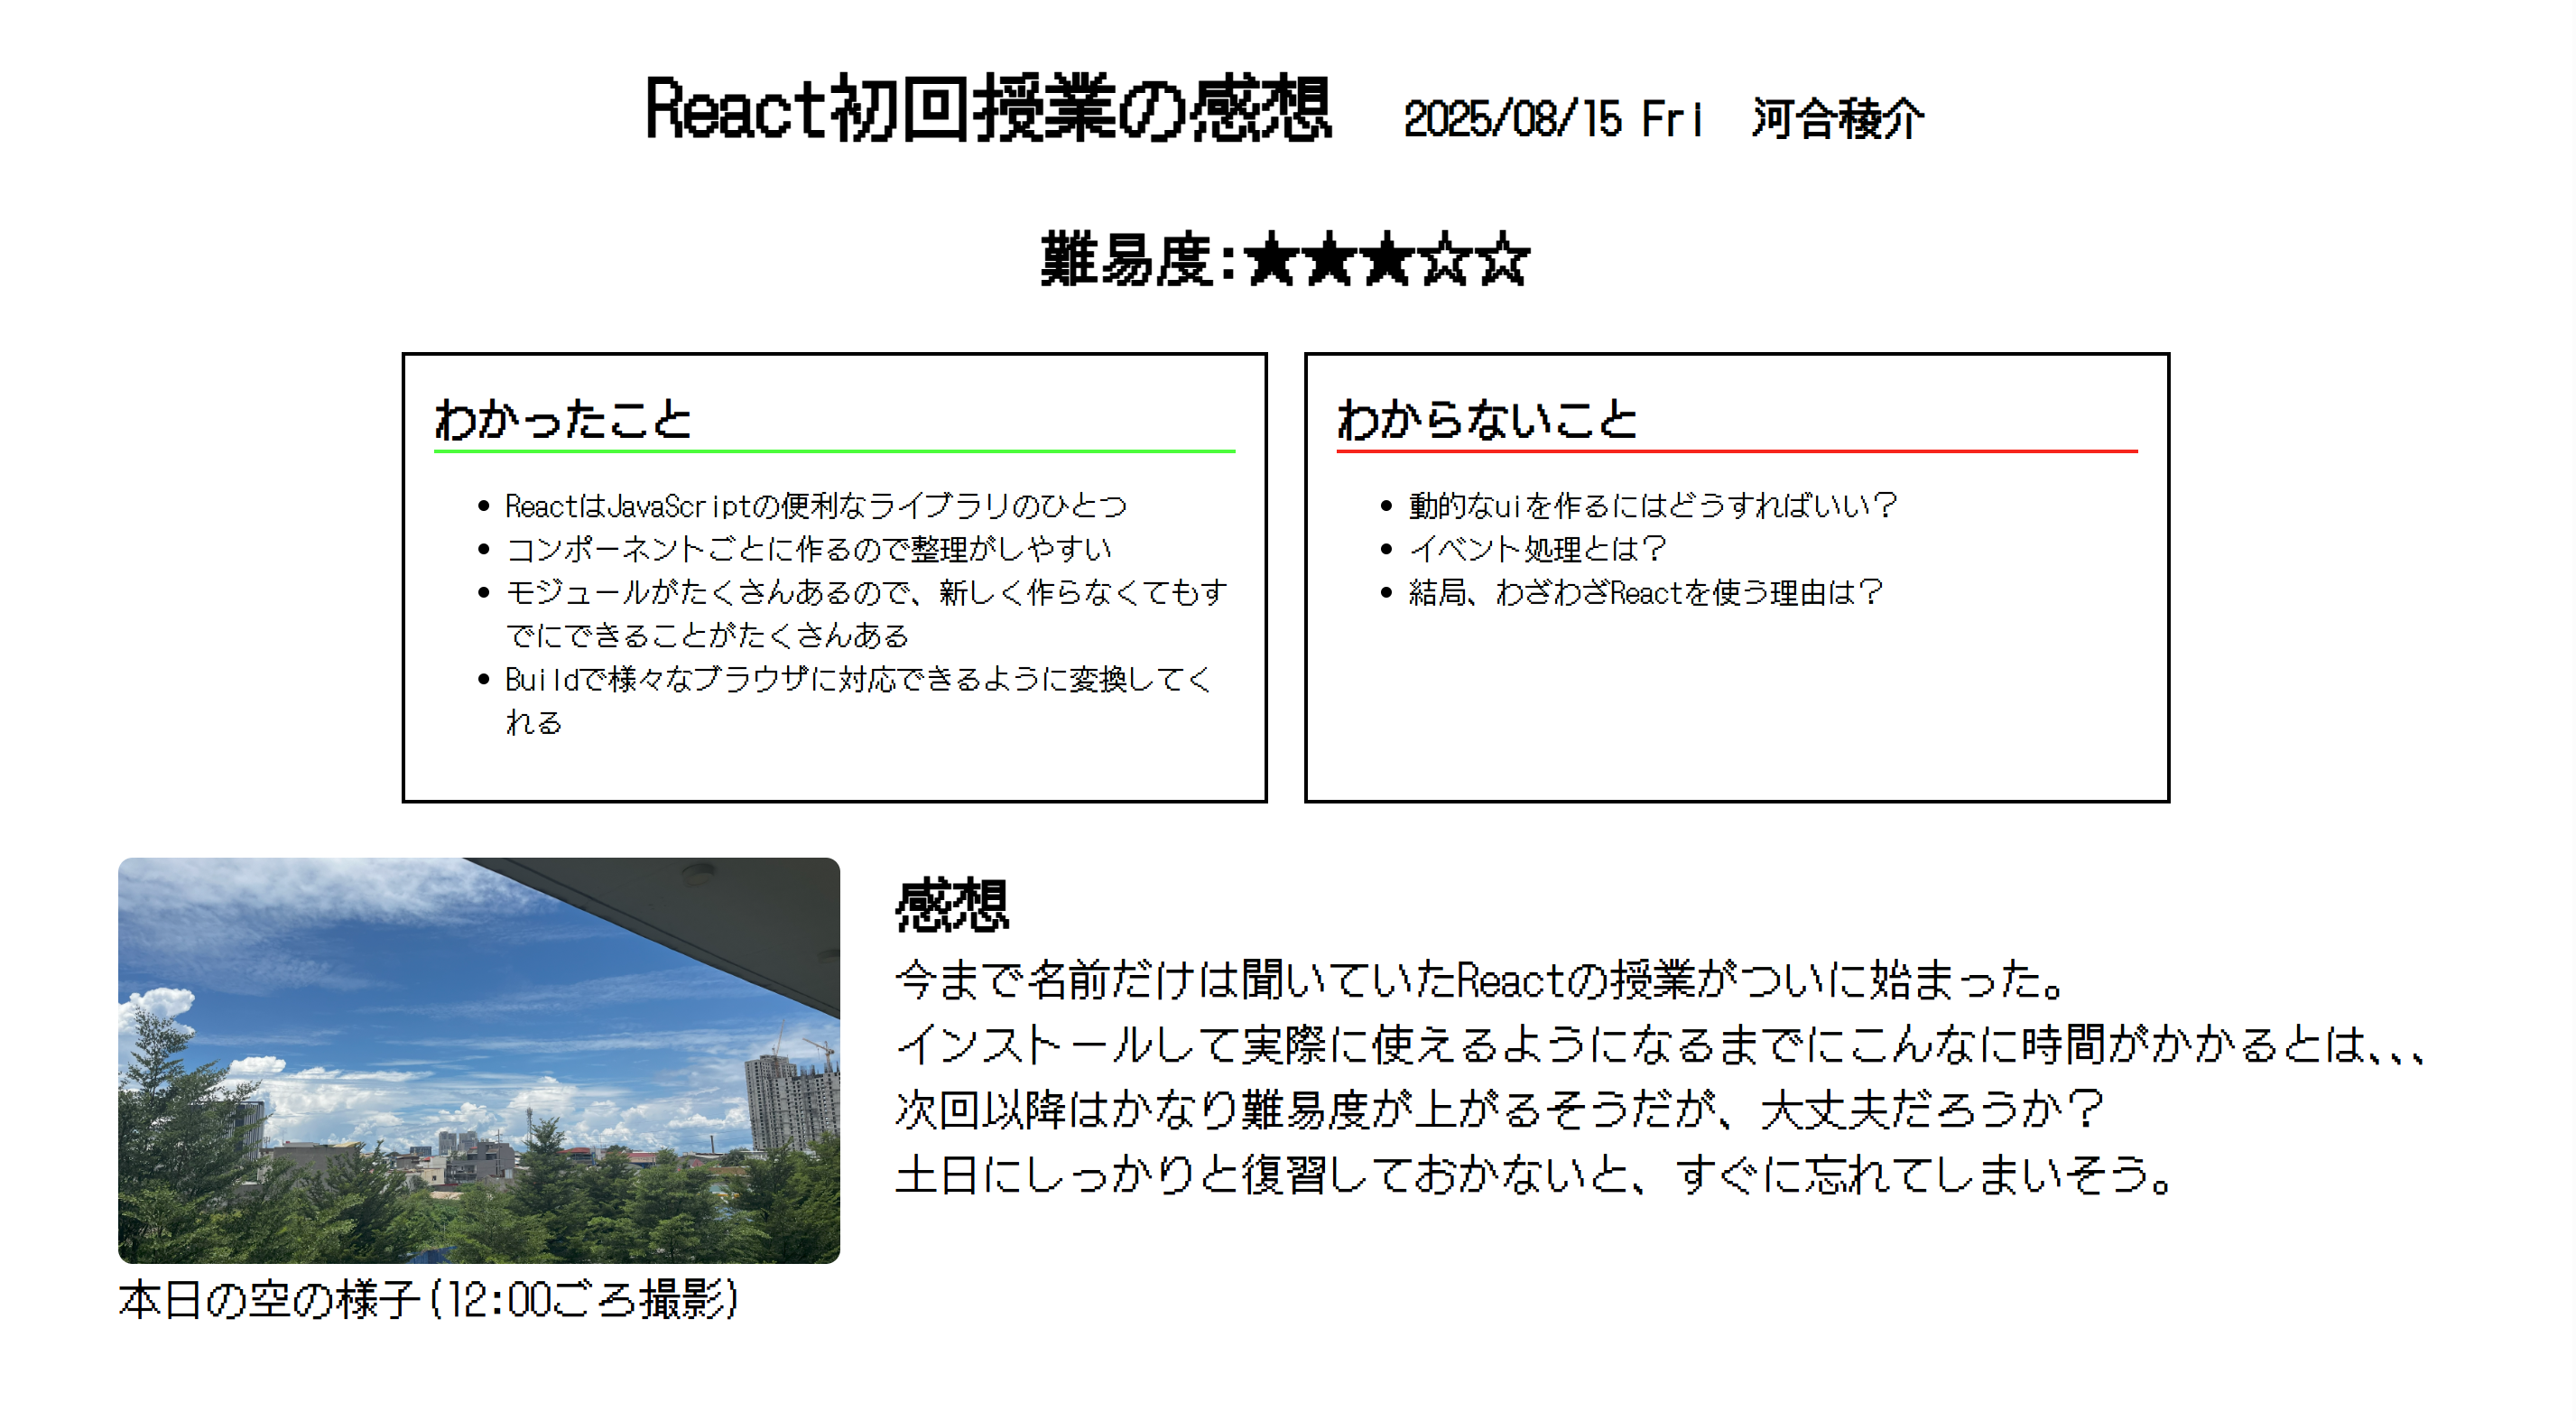 React初回授業の感想 2025/08/15 Fri 河合稜介
難易度:★★★☆☆
わかったこと
・ReactはJavaScriptの便利なライブラリのひとつ
・コンポーネントごとに作るので整理がしやすい
・モジュールがたくさんあるので、新しく作らなくてもす
でにできることがたくさんある
・Buildで様々なブラウザに対応できるように変換してく
れる
わからないこと
・動的なuiを作るにはどうすればいい？
・イベント処理とは？
・結局、わざわざReactを使う理由は？
感想
今まで名前だけは聞いていたReactの授業がついに始まった。
インストールして実際に使えるようになるまでにこんなに時間がかかるとは､､､
次回以降はかなり難易度が上がるそうだが、大丈夫だろうか？
土日にしっかりと復習しておかないと、すぐに忘れてしまいそう。
本日の空の様子(12:00ごろ撮影)